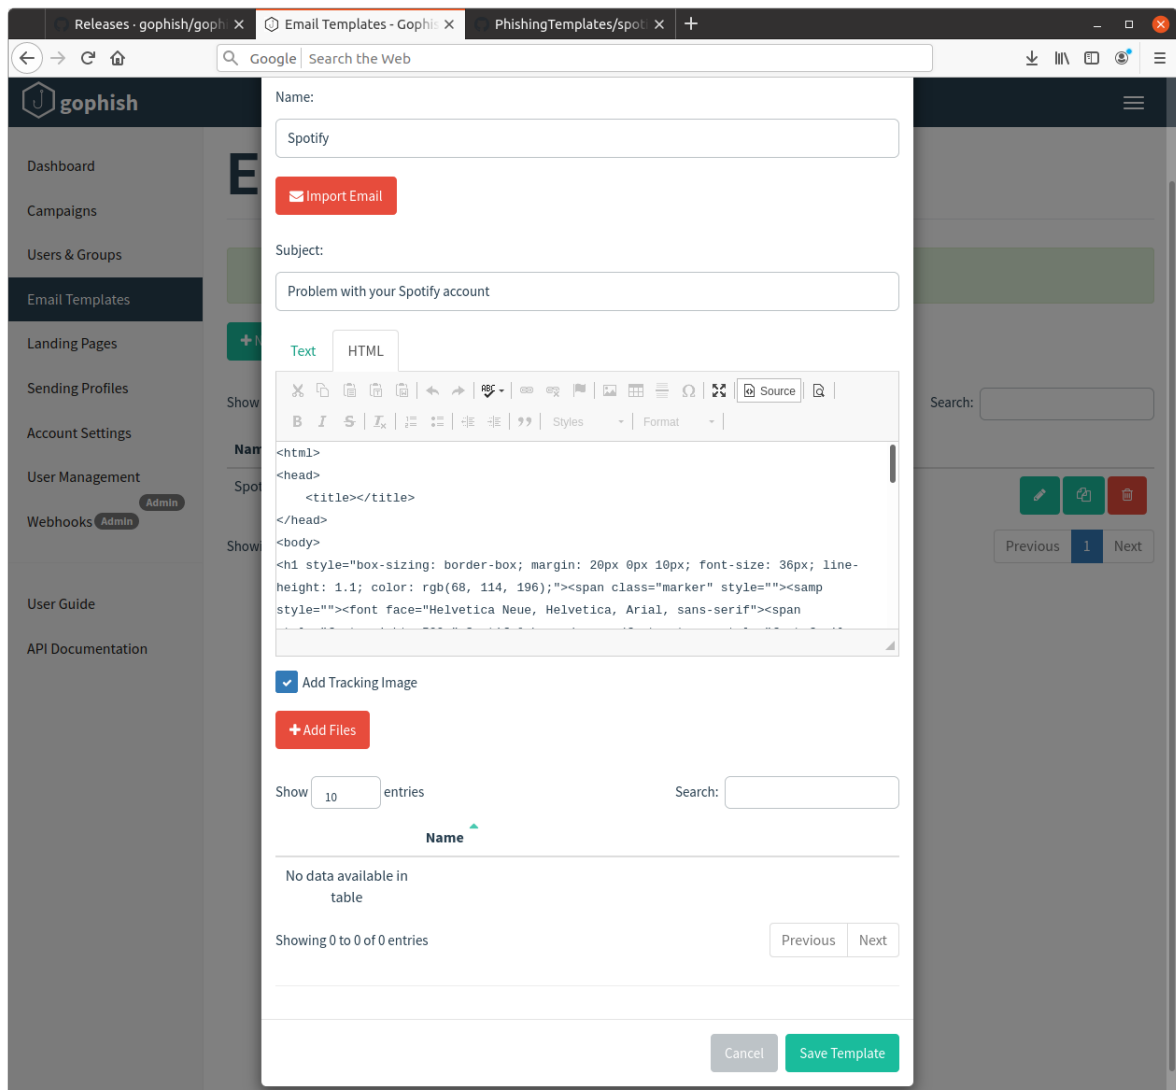 Releases · gophish/goph
Email Templates - Gophis
PhishingTemplates/spot
Google Search the Web
gophish
Dashboard
Campaigns
Users & Groups
Email Templates
Landing Pages
Sending Profiles
Account Settings
User Management
Admin
Webhooks Admin
User Guide
API Documentation
E
+ N
Show
Search:
Nam
Spot
Showi
Previous 1 Next
Name:
Spotify
Import Email
Subject:
Problem with your Spotify account
Text HTML
ABC Ω Source
B I S Tx Styles Format
<html>
<head>
<title></title>
</head>
<body>
<h1 style="box-sizing: border-box; margin: 20px 0px 10px; font-size: 36px; line-
height: 1.1; color: rgb(68, 114, 196);"><span class="marker" style=""><samp
style=""><font face="Helvetica Neue, Helvetica, Arial, sans-serif"><span
Add Tracking Image
+ Add Files
Show 10 entries
Search:
Name
No data available in
table
Showing 0 to 0 of 0 entries
Previous Next
Cancel Save Template